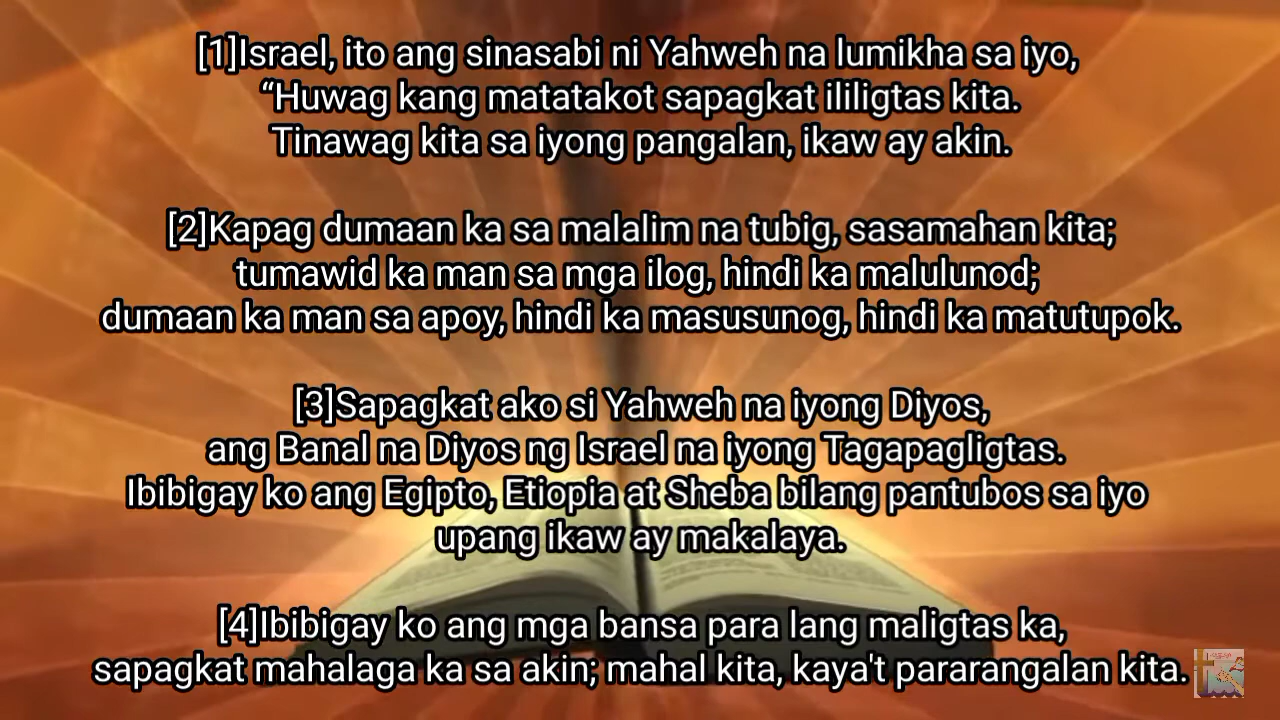 [1]Israel, ito ang sinasabi ni Yahweh na lumikha sa iyo,
“Huwag kang matatakot sapagkat ililigtas kita.
Tinawag kita sa iyong pangalan, ikaw ay akin.
[2]Kapag dumaan ka sa malalim na tubig, sasamahan kita;
tumawid ka man sa mga ilog, hindi ka malulunod;
dumaan ka man sa apoy, hindi ka masusunog, hindi ka matutupok.
[3]Sapagkat ako si Yahweh na iyong Diyos,
ang Banal na Diyos ng Israel na iyong Tagapagligtas.
Ibibigay ko ang Egipto, Etiopia at Sheba bilang pantubos sa iyo
upang ikaw ay makalaya.
[4]Ibibigay ko ang mga bansa para lang maligtas ka,
sapagkat mahalaga ka sa akin; mahal kita, kaya't pararangalan kita.